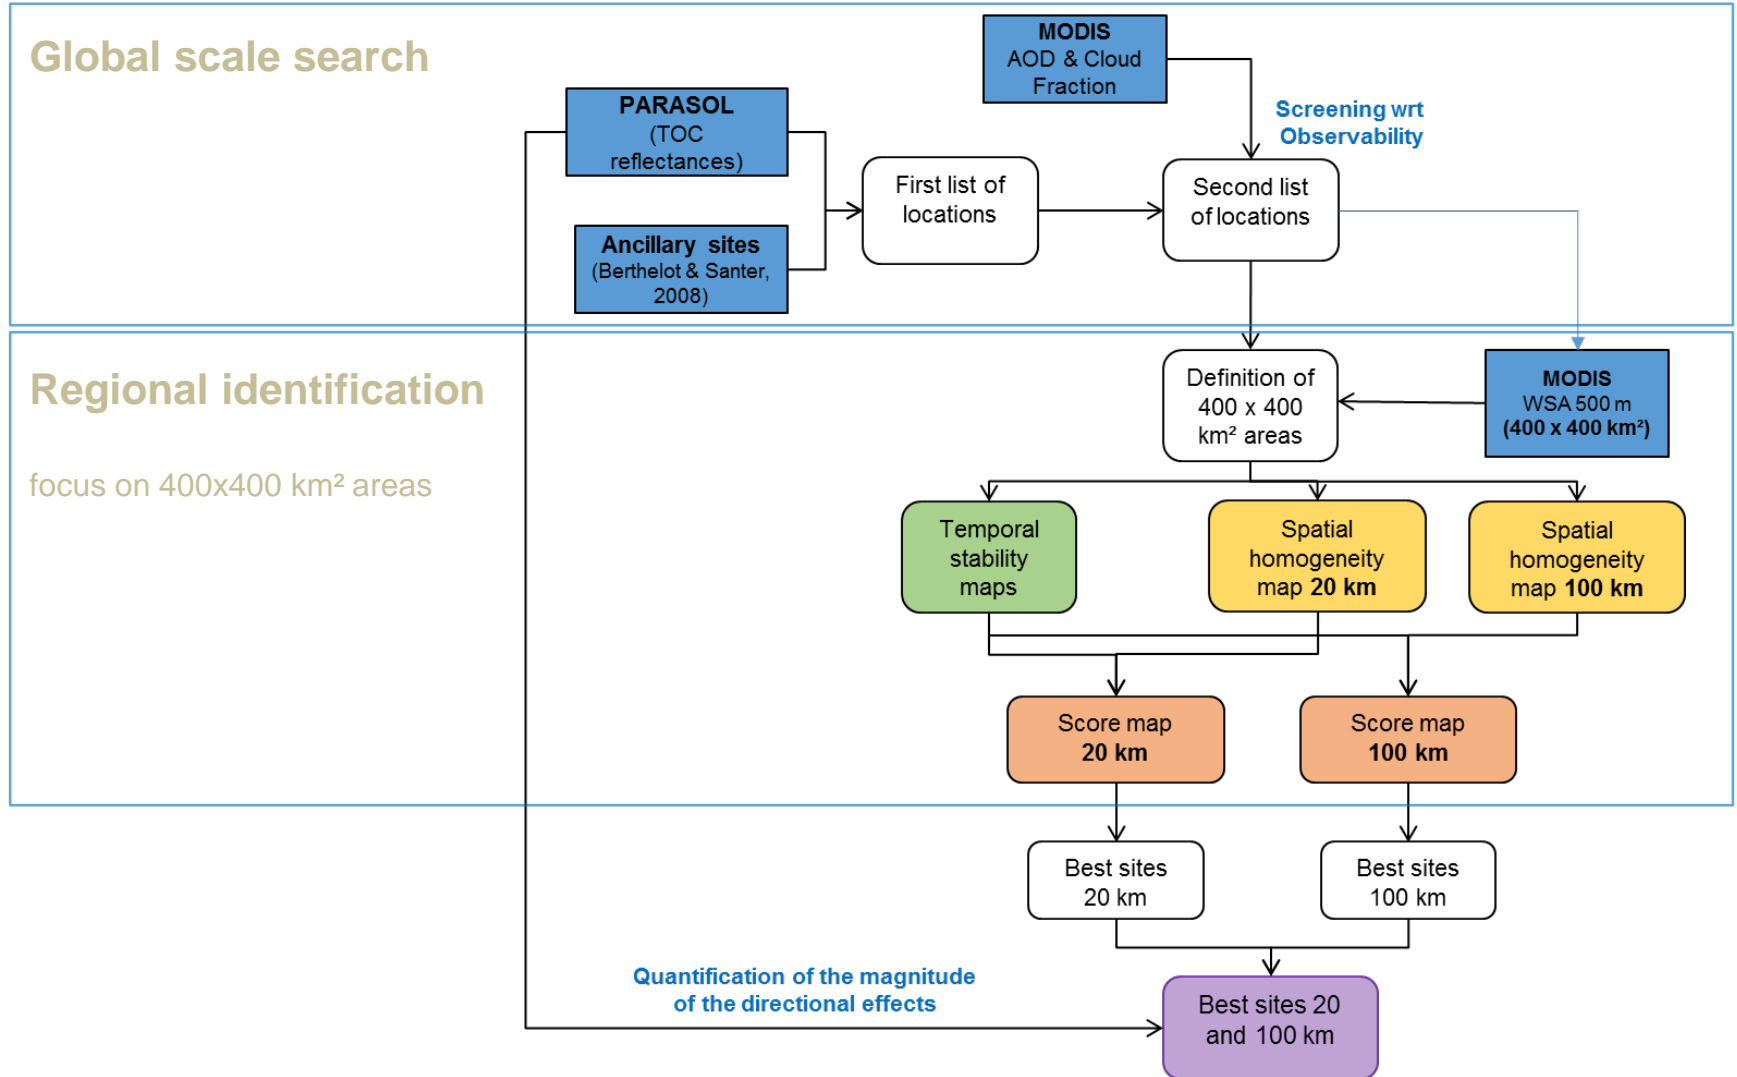 Global scale search
MODIS
AOD & Cloud
Fraction
PARASOL
(TOC
reflectances)
Screening wrt
Observability
First list of
locations
Second list
of locations
Ancillary sites
(Berthelot & Santer,
2008)
Regional identification
focus on 400x400 km² areas
Definition of
400 x 400
km² areas
MODIS
WSA 500 m
(400 x 400 km²)
Temporal
stability
maps
Spatial
homogeneity
map 20 km
Spatial
homogeneity
map 100 km
Score map
20 km
Score map
100 km
Best sites
20 km
Best sites
100 km
Quantification of the magnitude
of the directional effects
Best sites 20
and 100 km